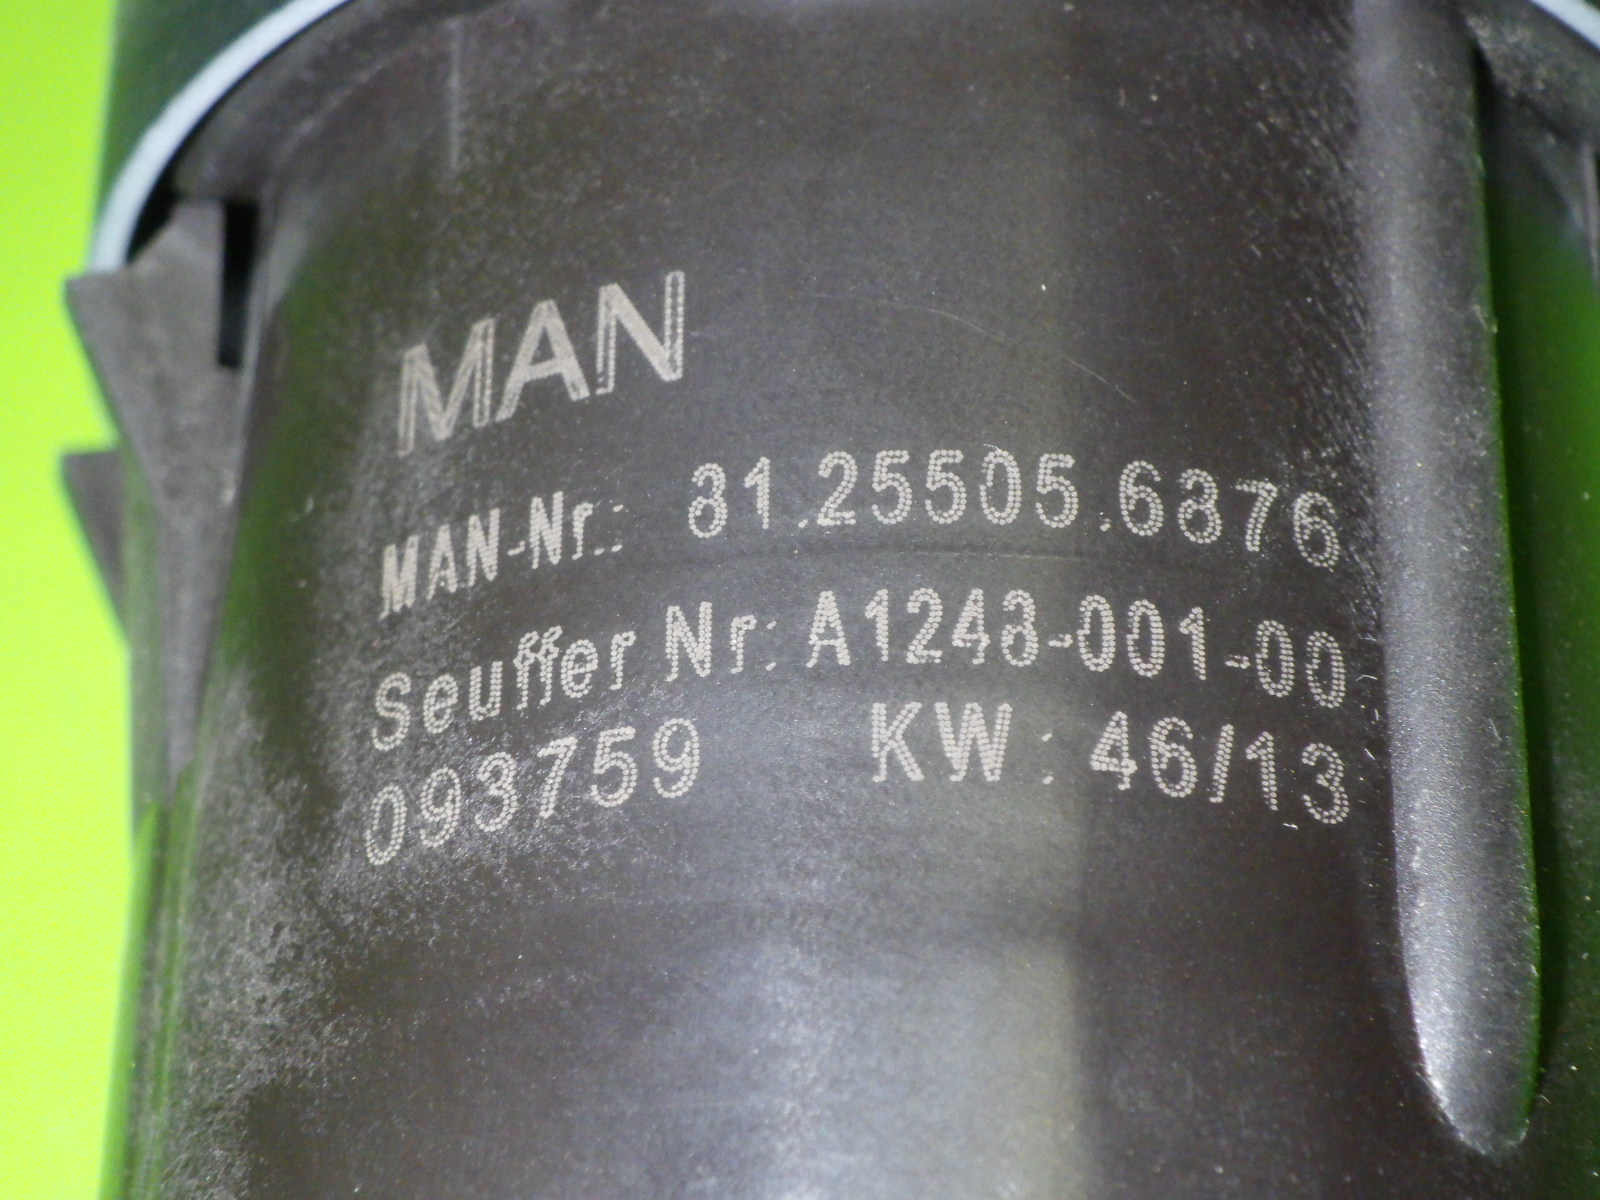 MAN
MAN-Nr.: 81.25505.6876
Seuffer Nr: A1248-001-00
093759 KW: 46/13